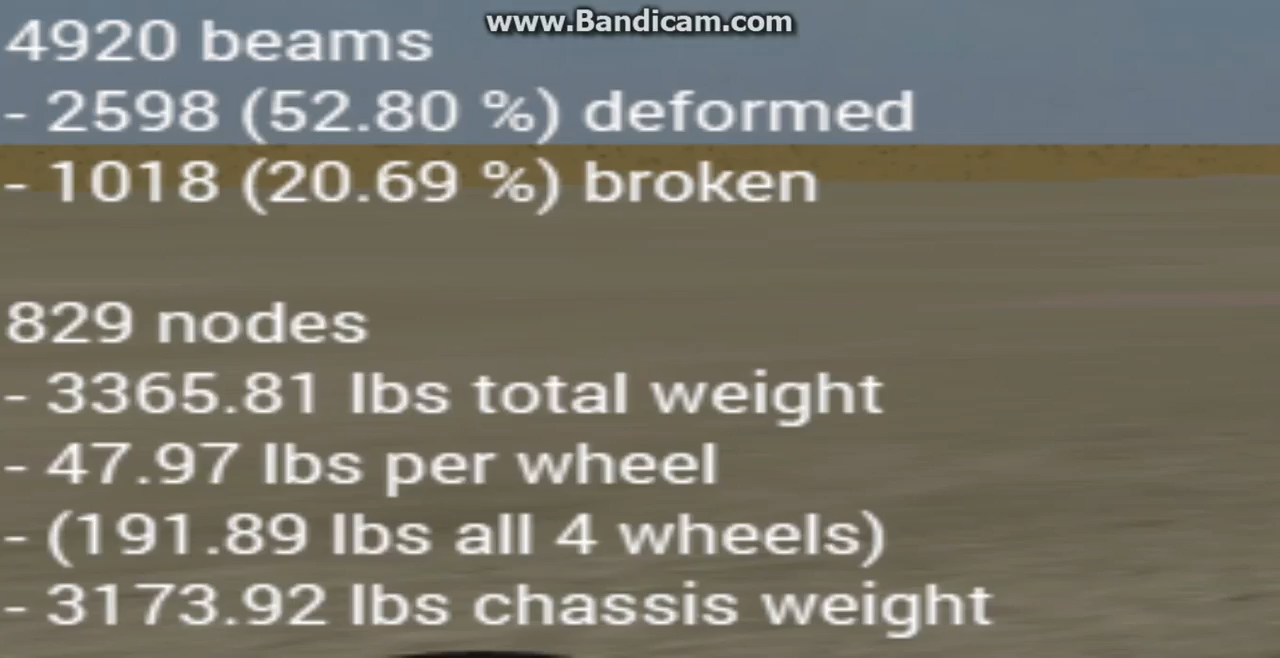 www.Bandicam.com
4920 beams
- 2598 (52.80 %) deformed
- 1018 (20.69 %) broken
829 nodes
- 3365.81 lbs total weight
- 47.97 lbs per wheel
- (191.89 lbs all 4 wheels)
- 3173.92 lbs chassis weight